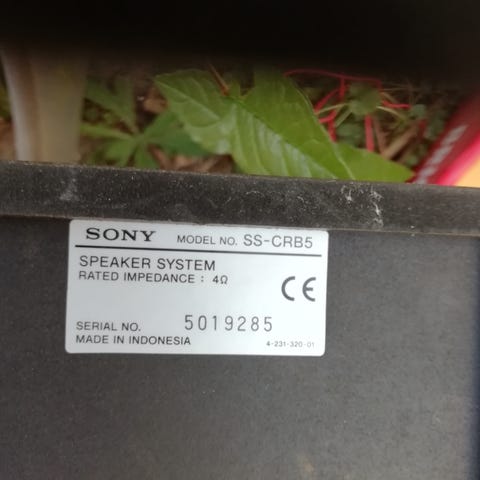 SONY MODEL NO. SS-CRB5
SPEAKER SYSTEM
RATED IMPEDANCE : 4Ω
CE
SERIAL NO. 5019285
MADE IN INDONESIA 4-231-320-01